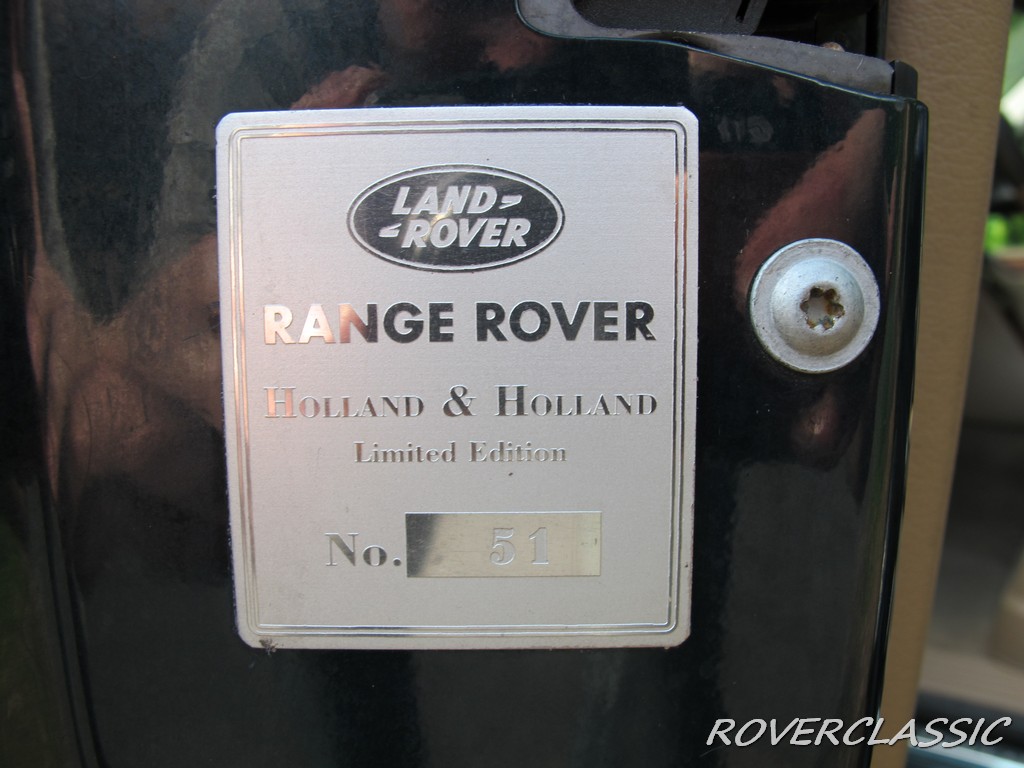 LAND-
-ROVER
RANGE ROVER
HOLLAND & HOLLAND
Limited Edition
No. 51
ROVERCLASSIC